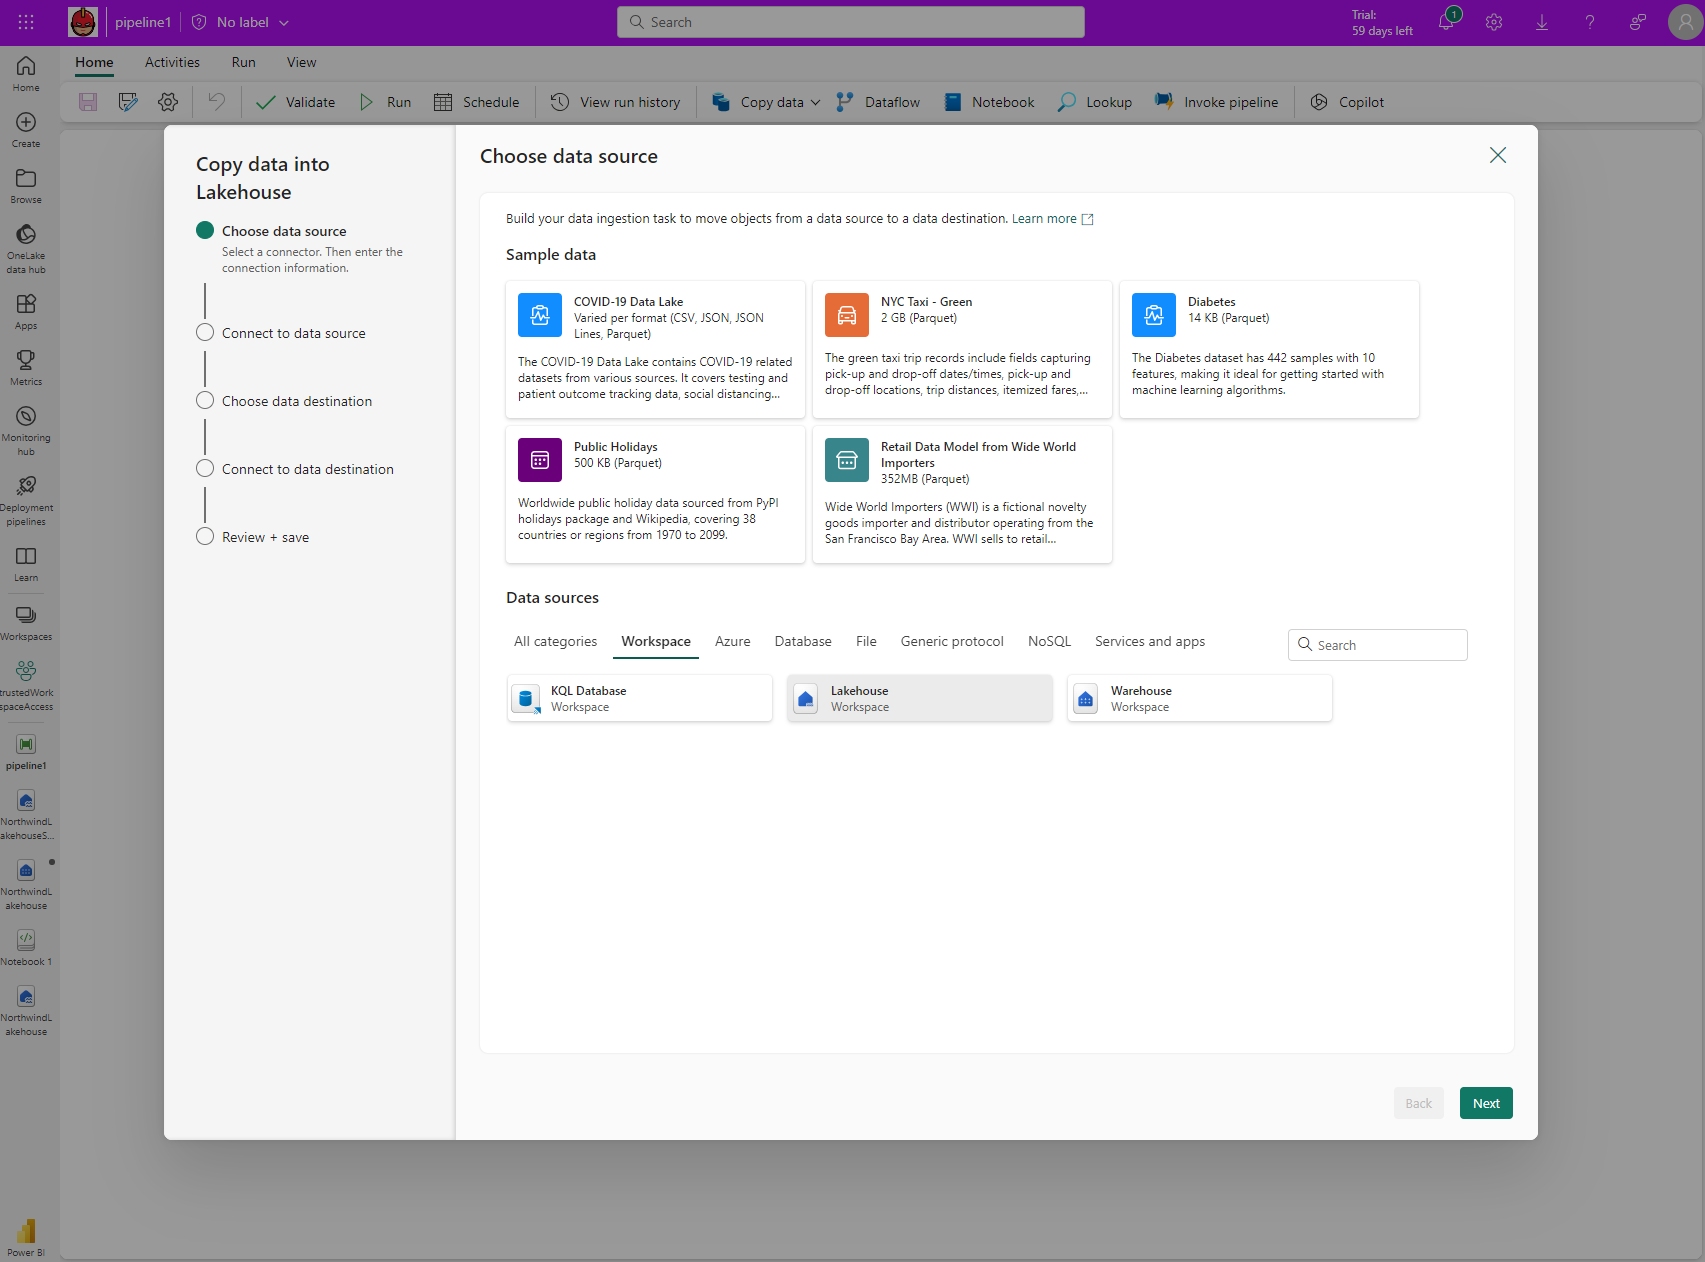 pipeline1
No label
Search
Trial:
59 days left
1
Home
Activities
Run
View
Validate
Run
Schedule
View run history
Copy data
Dataflow
Notebook
Lookup
Invoke pipeline
Copilot
Home
Create
Browse
OneLake
data hub
Apps
Metrics
Monitoring
hub
Deployment
pipelines
Learn
Workspaces
trustedWork
spaceAccess
pipeline1
NorthwindL
akehouseS...
NorthwindL
akehouse
Notebook 1
NorthwindL
akehouse
Power BI
Copy data into
Lakehouse
Choose data source
Select a connector. Then enter the
connection information.
Connect to data source
Choose data destination
Connect to data destination
Review + save
Choose data source
Build your data ingestion task to move objects from a data source to a data destination. Learn more
Sample data
COVID-19 Data Lake
Varied per format (CSV, JSON, JSON
Lines, Parquet)
The COVID-19 Data Lake contains COVID-19 related
datasets from various sources. It covers testing and
patient outcome tracking data, social distancing...
NYC Taxi - Green
2 GB (Parquet)
The green taxi trip records include fields capturing
pick-up and drop-off dates/times, pick-up and
drop-off locations, trip distances, itemized fares,...
Diabetes
14 KB (Parquet)
The Diabetes dataset has 442 samples with 10
features, making it ideal for getting started with
machine learning algorithms.
Public Holidays
500 KB (Parquet)
Worldwide public holiday data sourced from PyPI
holidays package and Wikipedia, covering 38
countries or regions from 1970 to 2099.
Retail Data Model from Wide World
Importers
352MB (Parquet)
Wide World Importers (WWI) is a fictional novelty
goods importer and distributor operating from the
San Francisco Bay Area. WWI sells to retail...
Data sources
All categories
Workspace
Azure
Database
File
Generic protocol
NoSQL
Services and apps
Search
KQL Database
Workspace
Lakehouse
Workspace
Warehouse
Workspace
Back
Next